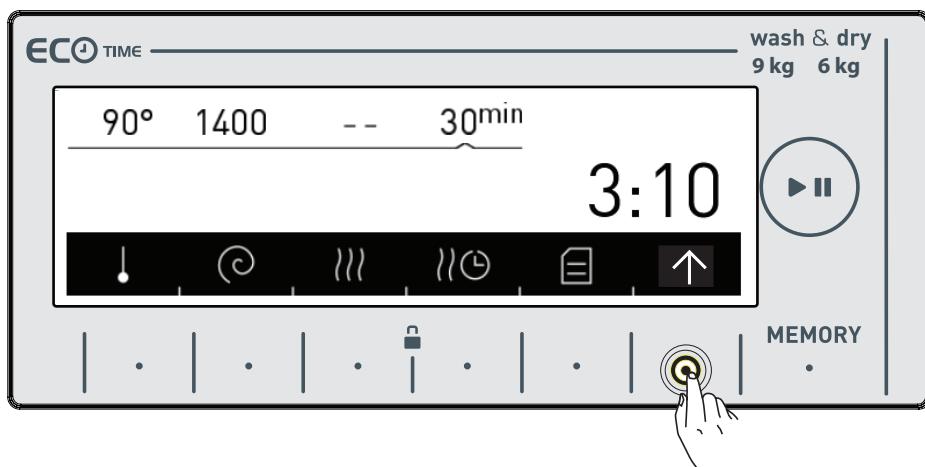 ECO TIME
wash & dry
9 kg 6 kg
90° 1400 -- 30min
3:10
MEMORY